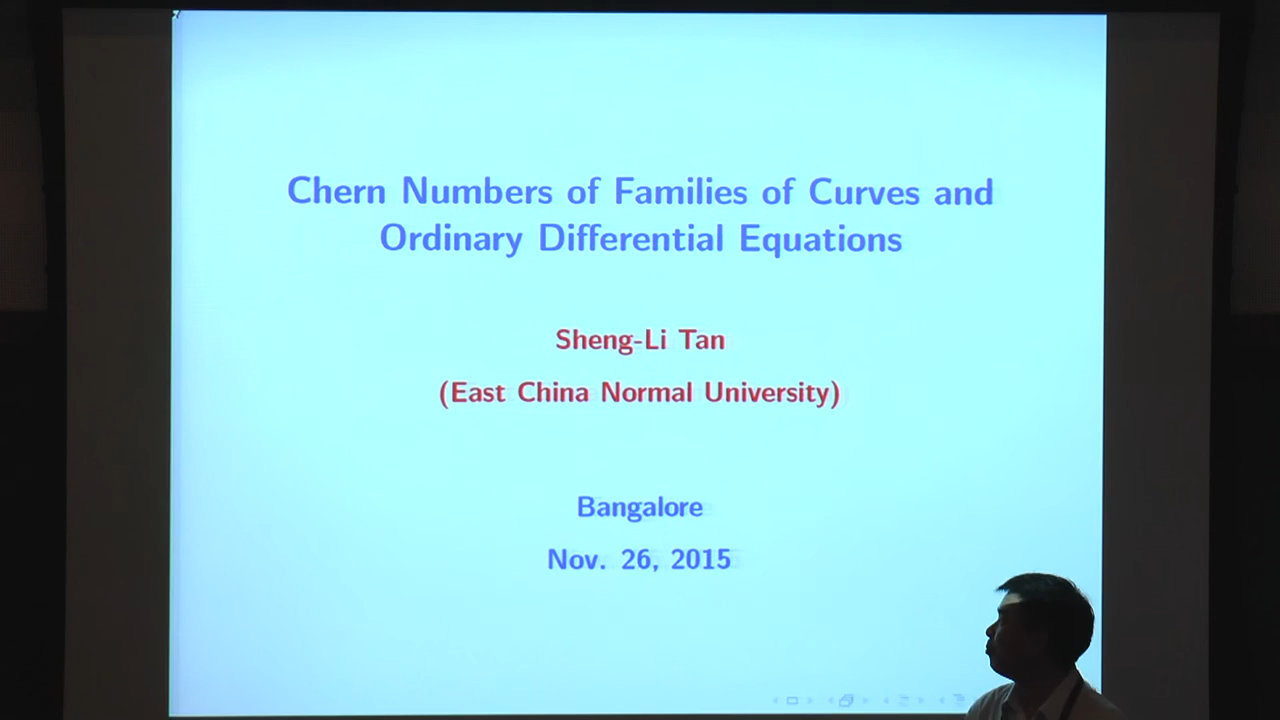 Chern Numbers of Families of Curves and
Ordinary Differential Equations
Sheng-Li Tan
(East China Normal University)
Bangalore
Nov. 26, 2015